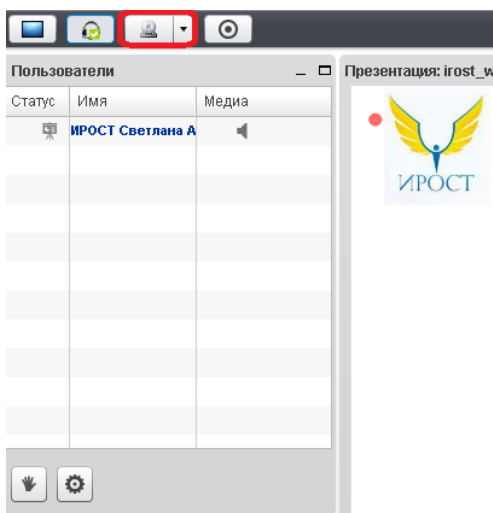 Пользователи
Презентация: irost_w
Статус Имя Медиа
ИРОСТ Светлана А
ИРОСТ